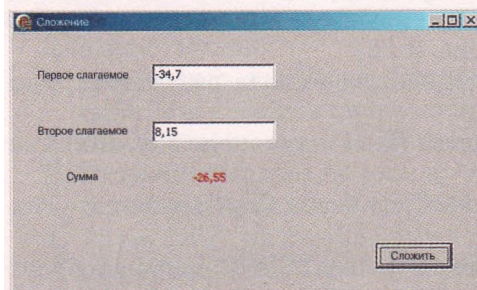 Сложение
Первое слагаемое -34,7
Второе слагаемое 8,15
Сумма -26,55
Сложить